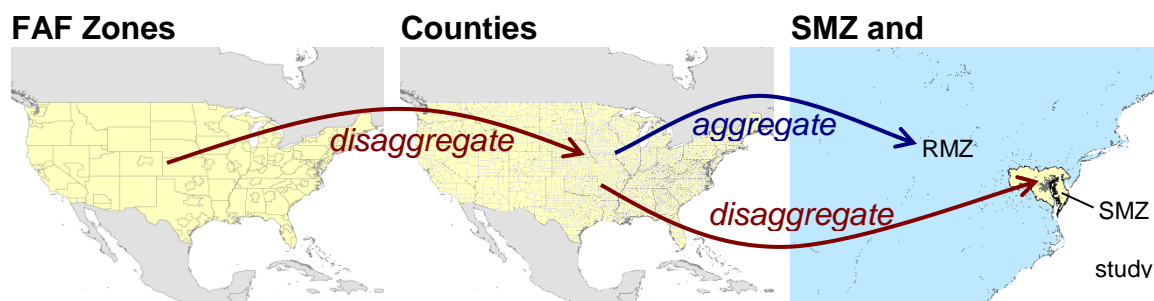 FAF Zones
Counties
SMZ and
disaggregate
aggregate
RMZ
disaggregate
SMZ
study